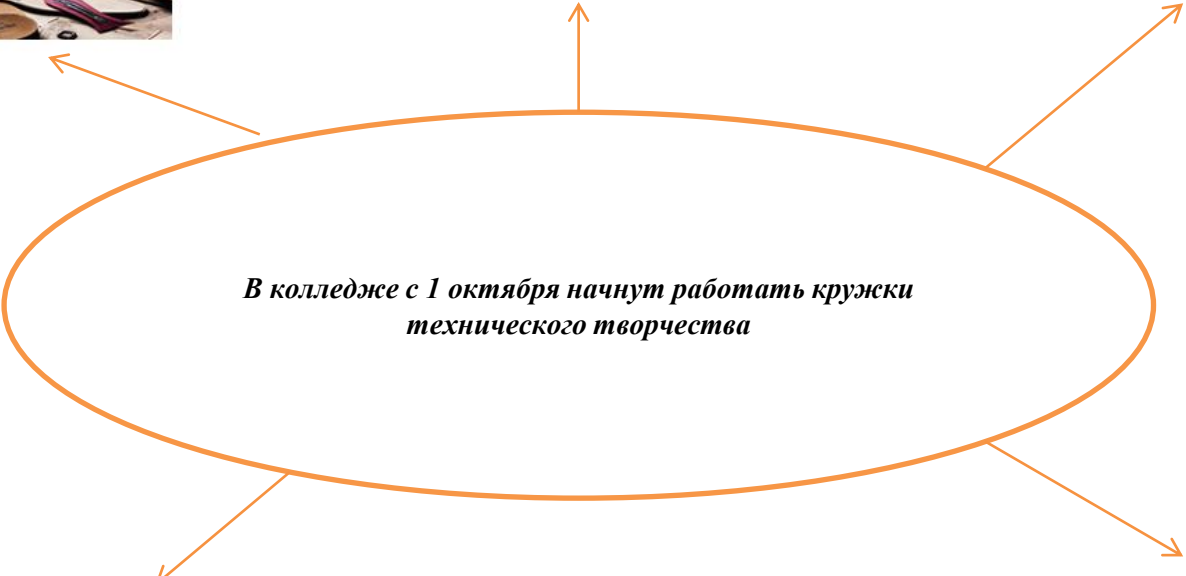 В колледже с 1 октября начнут работать кружки
технического творчества